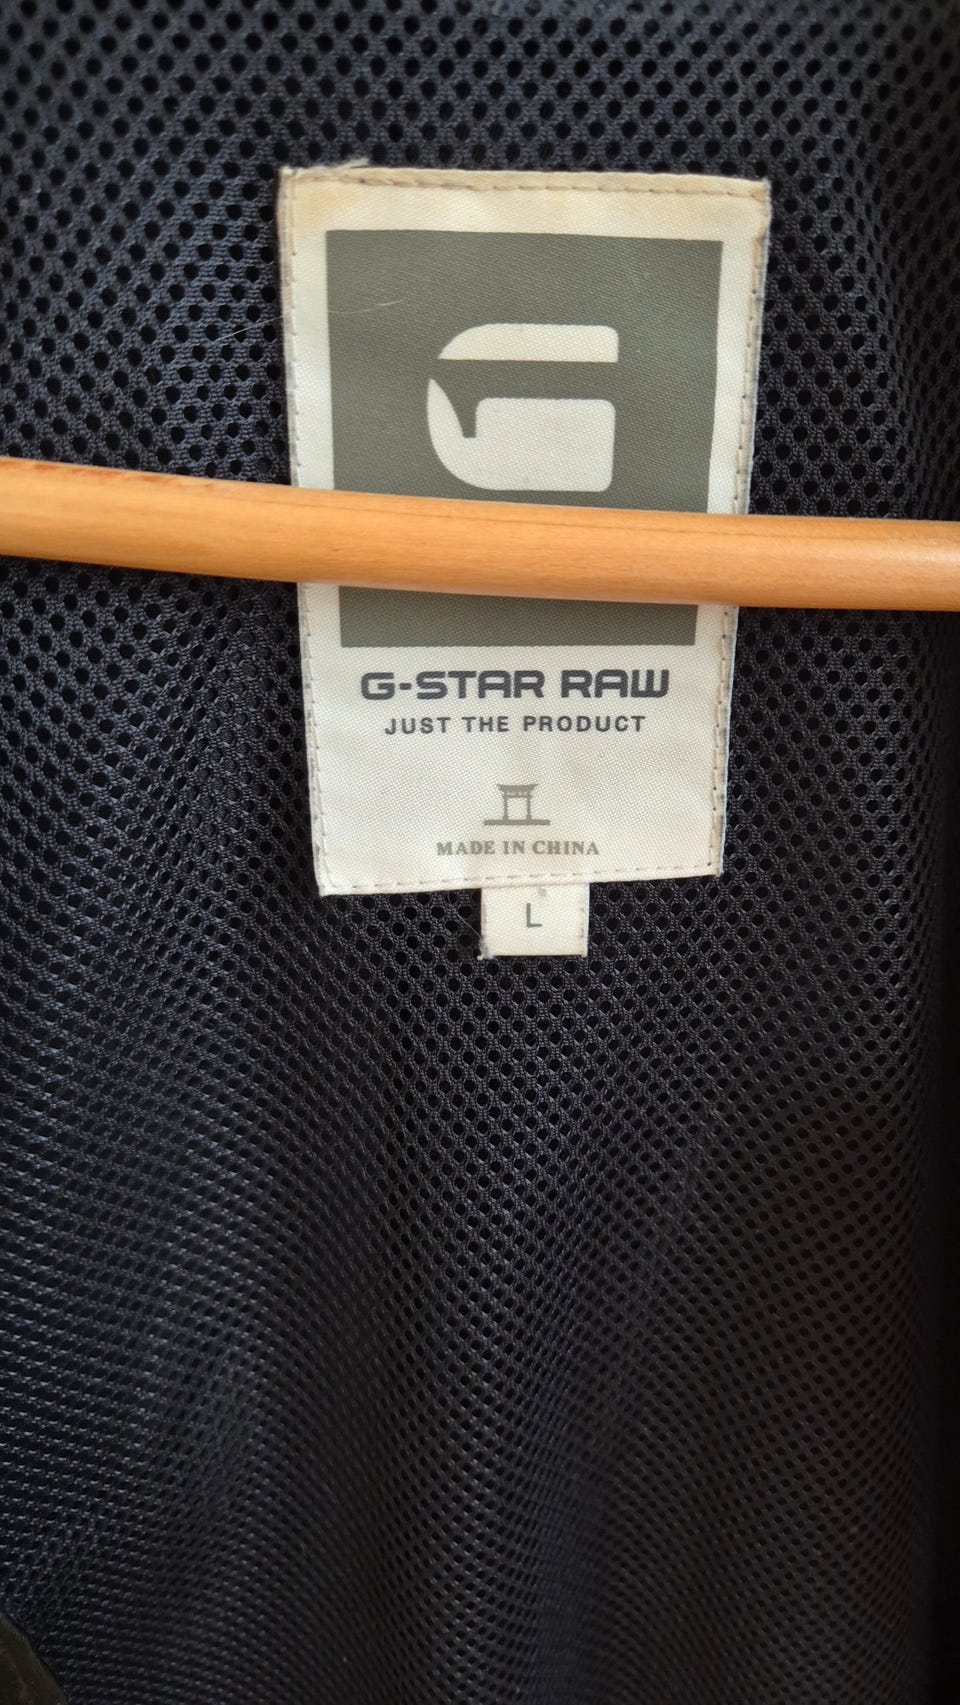 G-STAR RAW
JUST THE PRODUCT
MADE IN CHINA
L